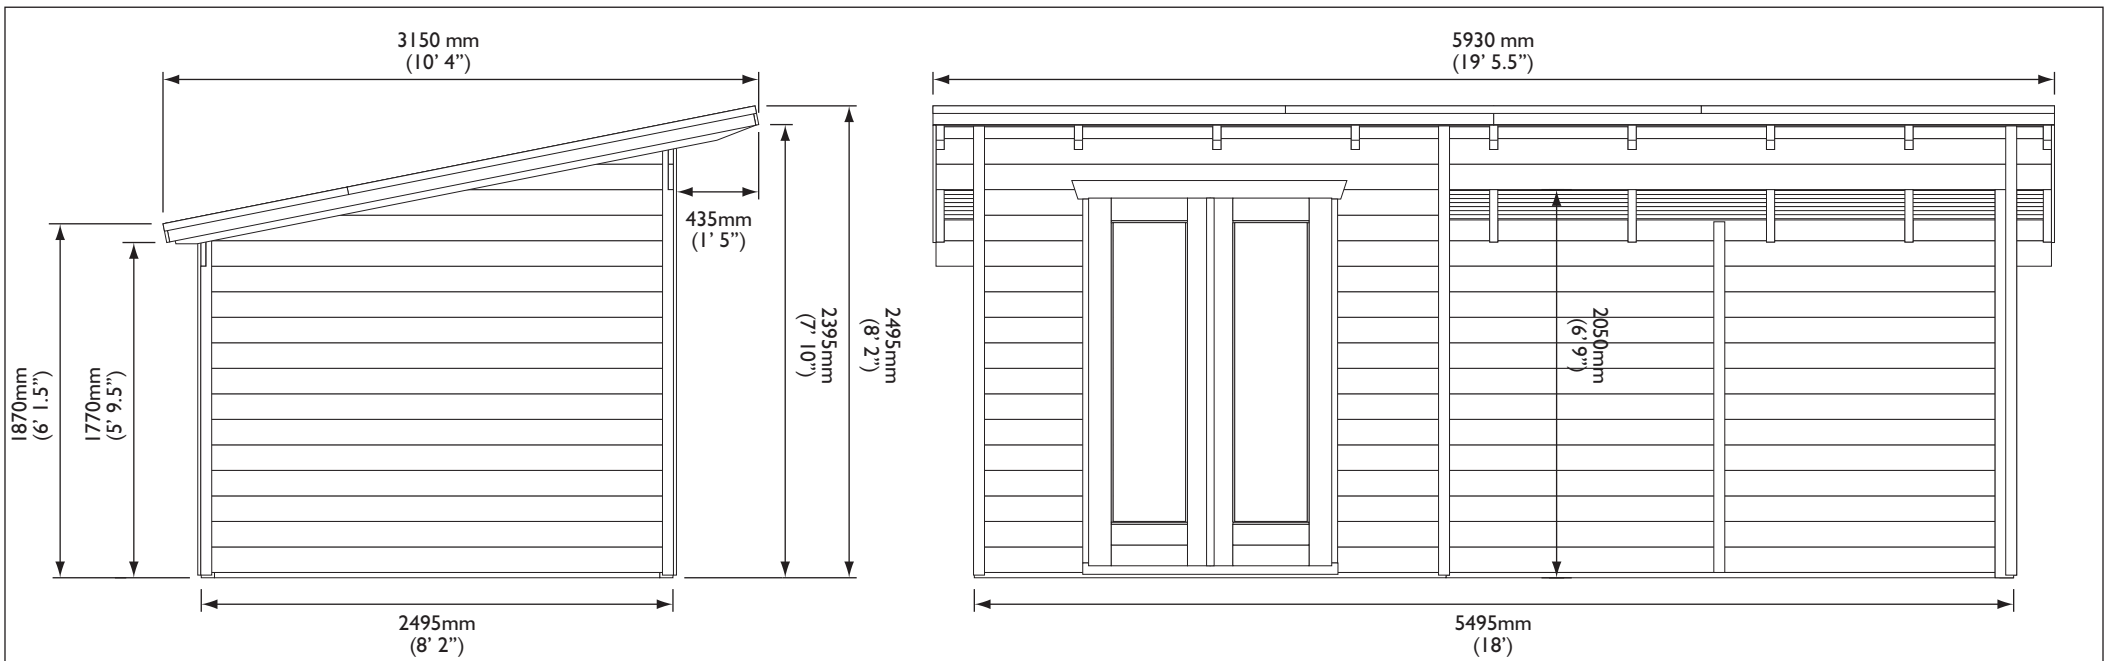 3150 mm
(10’ 4”)
5930 mm
(19’ 5.5”)
435mm
(1’ 5”)
1870mm
(6’ 1.5”)
1770mm
(5’ 9.5”)
2395mm
(7’ 10”)
2495mm
(8’ 2”)
2050mm
(6’ 9”)
2495mm
(8’ 2”)
5495mm
(18’)